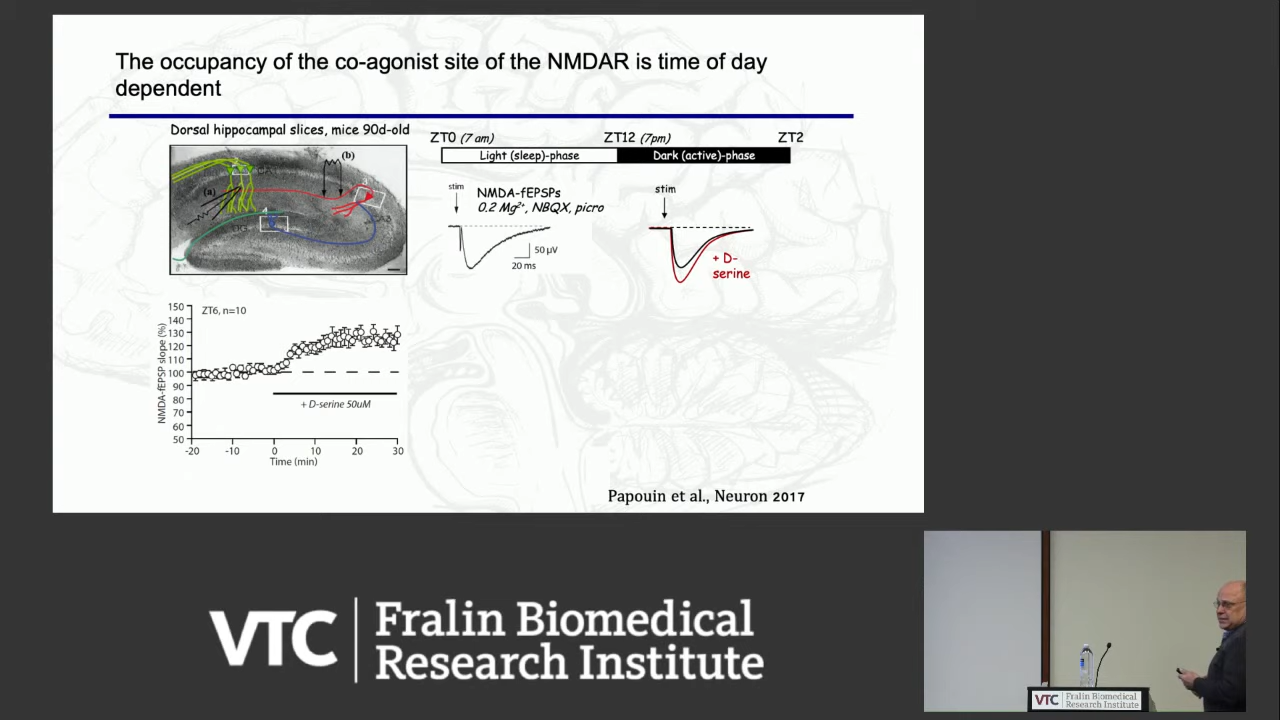 The occupancy of the co-agonist site of the NMDAR is time of day
dependent
Dorsal hippocampal slices, mice 90d-old
(a)
(b)
ZT0 (7 am)
ZT12 (7pm)
ZT2
Light (sleep)-phase
Dark (active)-phase
stim
NMDA-fEPSPs
0.2 Mg²⁺, NBQX, picro
50 µV
20 ms
stim
+ D-
serine
NMDA-fEPSP slope (%)
150
140
130
120
110
100
90
80
70
60
50
ZT6, n=10
+ D-serine 50uM
-20
-10
0
10
20
30
Time (min)
Papouin et al., Neuron 2017
VTC
Fralin Biomedical
Research Institute
VTC
Fralin Biomedical
Research Institute